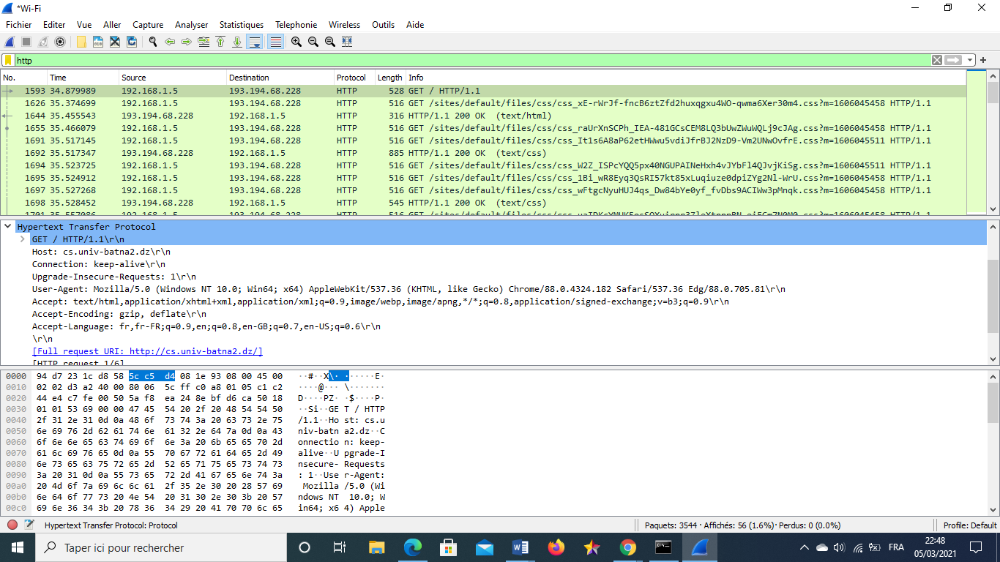 *Wi-Fi
Fichier Editer Vue Aller Capture Analyser Statistiques Telephonie Wireless Outils Aide
http
No. Time Source Destination Protocol Length Info
1593 34.879989 192.168.1.5 193.194.68.228 HTTP 528 GET / HTTP/1.1
1626 35.374699 192.168.1.5 193.194.68.228 HTTP 516 GET /sites/default/files/css/css_xE-rWrJf-fncB6ztZfd2huxqgxu4WO-qwma6Xer30m4.css?m=1606045458 HTTP/1.1
1644 35.455543 193.194.68.228 192.168.1.5 HTTP 316 HTTP/1.1 200 OK (text/html)
1655 35.466079 192.168.1.5 193.194.68.228 HTTP 516 GET /sites/default/files/css/css_raUrXnSCPh_IEA-481GCsCEM8LQ3bUwZWuWQLj9cJAg.css?m=1606045458 HTTP/1.1
1691 35.517145 192.168.1.5 193.194.68.228 HTTP 516 GET /sites/default/files/css/css_It1s6A8aP62etHWwu5vdiJfrBJ2NzD9-Vm2UNwOvfrE.css?m=1606045511 HTTP/1.1
1692 35.517347 193.194.68.228 192.168.1.5 HTTP 885 HTTP/1.1 200 OK (text/css)
1694 35.523725 192.168.1.5 193.194.68.228 HTTP 516 GET /sites/default/files/css/css_W2Z_ISPcYQQ5px40NGUPAINeHxh4vJYbFl4QJvjKiSg.css?m=1606045511 HTTP/1.1
1695 35.524912 192.168.1.5 193.194.68.228 HTTP 516 GET /sites/default/files/css/css_1Bi_wR8Eyq3QsRI57kt85xLuqiuze0dpiZYg2Nl-WrU.css?m=1606045458 HTTP/1.1
1697 35.527268 192.168.1.5 193.194.68.228 HTTP 516 GET /sites/default/files/css/css_wFtgcNyuHUJ4qs_Dw84bYe0yf_fvDbs9ACIWw3pMnqk.css?m=1606045458 HTTP/1.1
1698 35.528452 193.194.68.228 192.168.1.5 HTTP 545 HTTP/1.1 200 OK (text/css)
1701 35.557086 192.168.1.5 193.194.68.228 HTTP 516 GET
Hypertext Transfer Protocol
GET / HTTP/1.1\r\n
Host: cs.univ-batna2.dz\r\n
Connection: keep-alive\r\n
Upgrade-Insecure-Requests: 1\r\n
User-Agent: Mozilla/5.0 (Windows NT 10.0; Win64; x64) AppleWebKit/537.36 (KHTML, like Gecko) Chrome/88.0.4324.182 Safari/537.36 Edg/88.0.705.81\r\n
Accept: text/html,application/xhtml+xml,application/xml;q=0.9,image/webp,image/apng,*/*;q=0.8,application/signed-exchange;v=b3;q=0.9\r\n
Accept-Encoding: gzip, deflate\r\n
Accept-Language: fr,fr-FR;q=0.9,en;q=0.8,en-GB;q=0.7,en-US;q=0.6\r\n
\r\n
[Full request URI: http://cs.univ-batna2.dz/]
[HTTP request 1/6]
0000 94 d7 23 1c d8 58 5c c5 d4 08 1e 93 08 00 45 00 ··#··X\· ······E·
0010 02 02 d3 a2 40 00 80 06 5c ff c0 a8 01 05 c1 c2 ····@··· \·······
0020 44 e4 c7 fe 00 50 5a f8 ea 24 8e bf d6 ca 50 18 D····PZ· ·$····P·
0030 01 01 53 69 00 00 47 45 54 20 2f 20 48 54 54 50 ··Si··GE T / HTTP
0040 2f 31 2e 31 0d 0a 48 6f 73 74 3a 20 63 73 2e 75 /1.1··Ho st: cs.u
0050 6e 69 76 2d 62 61 74 6e 61 32 2e 64 7a 0d 0a 43 niv-batn a2.dz··C
0060 6f 6e 6e 65 63 74 69 6f 6e 3a 20 6b 65 65 70 2d onnectio n: keep-
0070 61 6c 69 76 65 0d 0a 55 70 67 72 61 64 65 2d 49 alive··U pgrade-I
0080 6e 73 65 63 75 72 65 2d 52 65 71 75 65 73 74 73 nsecure- Requests
0090 3a 20 31 0d 0a 55 73 65 72 2d 41 67 65 6e 74 3a : 1··Use r-Agent:
00a0 20 4d 6f 7a 69 6c 6c 61 2f 35 2e 30 20 28 57 69 Mozilla /5.0 (Wi
00b0 6e 64 6f 77 73 20 4e 54 20 31 30 2e 30 3b 20 57 ndows NT 10.0; W
00c0 69 6e 36 34 3b 20 78 36 34 29 20 41 70 70 6c 65 in64; x6 4) Apple
Hypertext Transfer Protocol: Protocol Paquets: 3544 · Affichés: 56 (1.6%) · Perdus: 0 (0.0%) Profile: Default
Taper ici pour rechercher FRA 22:48
05/03/2021